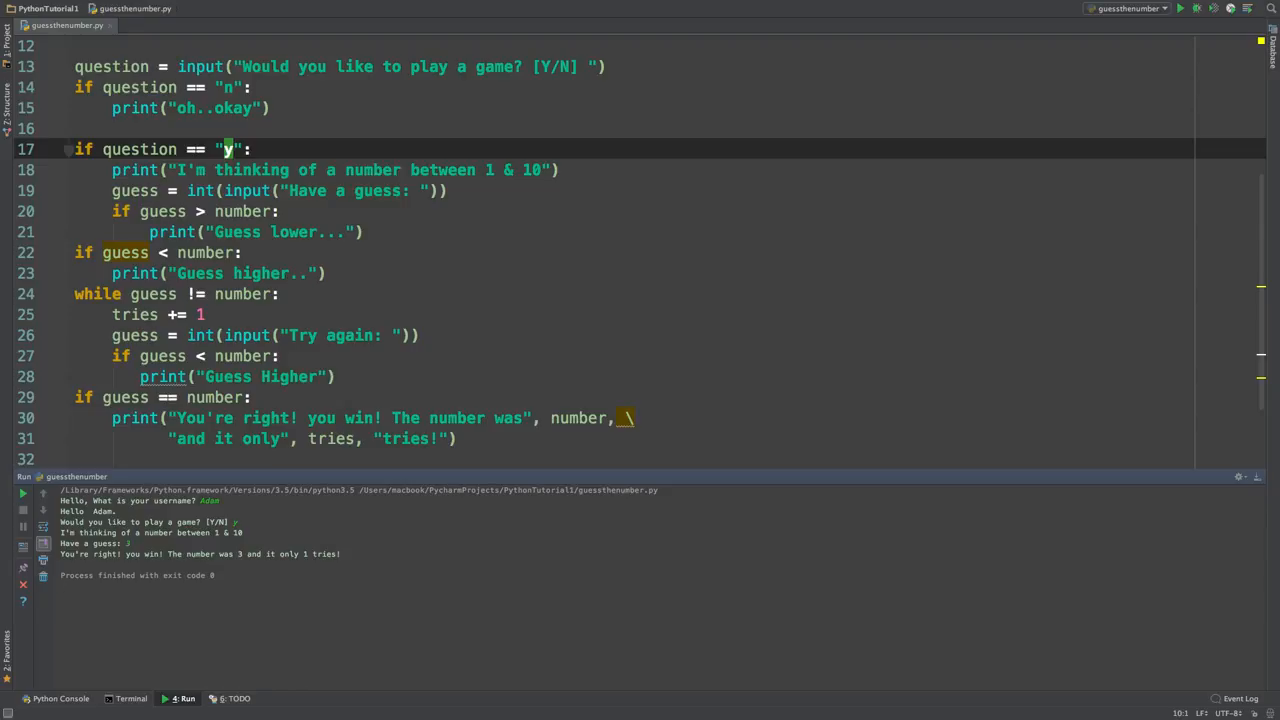 PythonTutorial1 guessthenumber.py guessthenumber
guessthenumber.py
1: Project
Z: Structure
2: Favorites
Database
12
13 question = input("Would you like to play a game? [Y/N] ")
14 if question == "n":
15 print("oh..okay")
16
17 if question == "y":
18 print("I'm thinking of a number between 1 & 10")
19 guess = int(input("Have a guess: "))
20 if guess > number:
21 print("Guess lower...")
22 if guess < number:
23 print("Guess higher..")
24 while guess != number:
25 tries += 1
26 guess = int(input("Try again: "))
27 if guess < number:
28 print("Guess Higher")
29 if guess == number:
30 print("You're right! you win! The number was", number, \
31 "and it only", tries, "tries!")
32
Run guessthenumber
/Library/Frameworks/Python.framework/Versions/3.5/bin/python3.5 /Users/macbook/PycharmProjects/PythonTutorial1/guessthenumber.py
Hello, What is your username? Adam
Hello Adam.
Would you like to play a game? [Y/N] y
I'm thinking of a number between 1 & 10
Have a guess: 3
You're right! you win! The number was 3 and it only 1 tries!
Process finished with exit code 0
Python Console Terminal 4: Run 6: TODO Event Log
10:1 LF÷ UTF-8÷